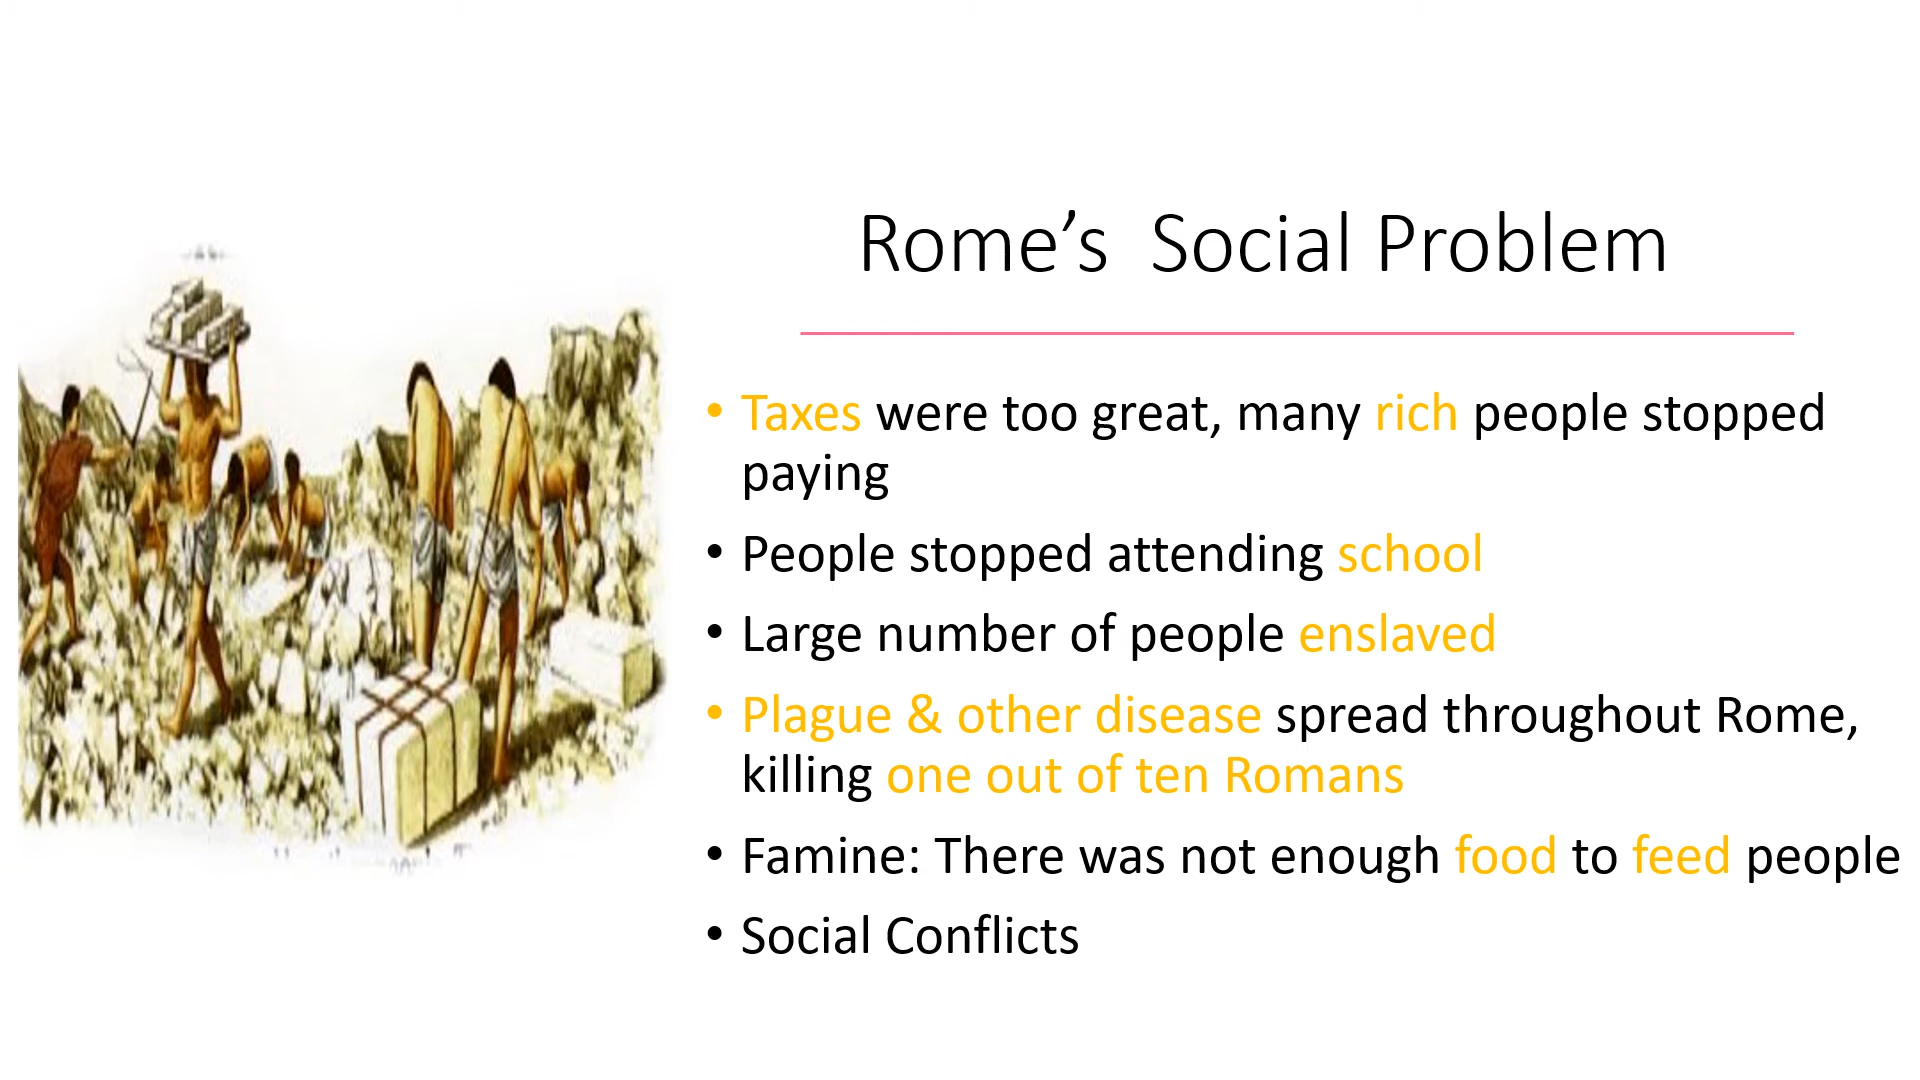 Rome’s  Social Problem
• Taxes were too great, many rich people stopped
paying
• People stopped attending school
• Large number of people enslaved
• Plague & other disease spread throughout Rome,
killing one out of ten Romans
• Famine: There was not enough food to feed people
• Social Conflicts